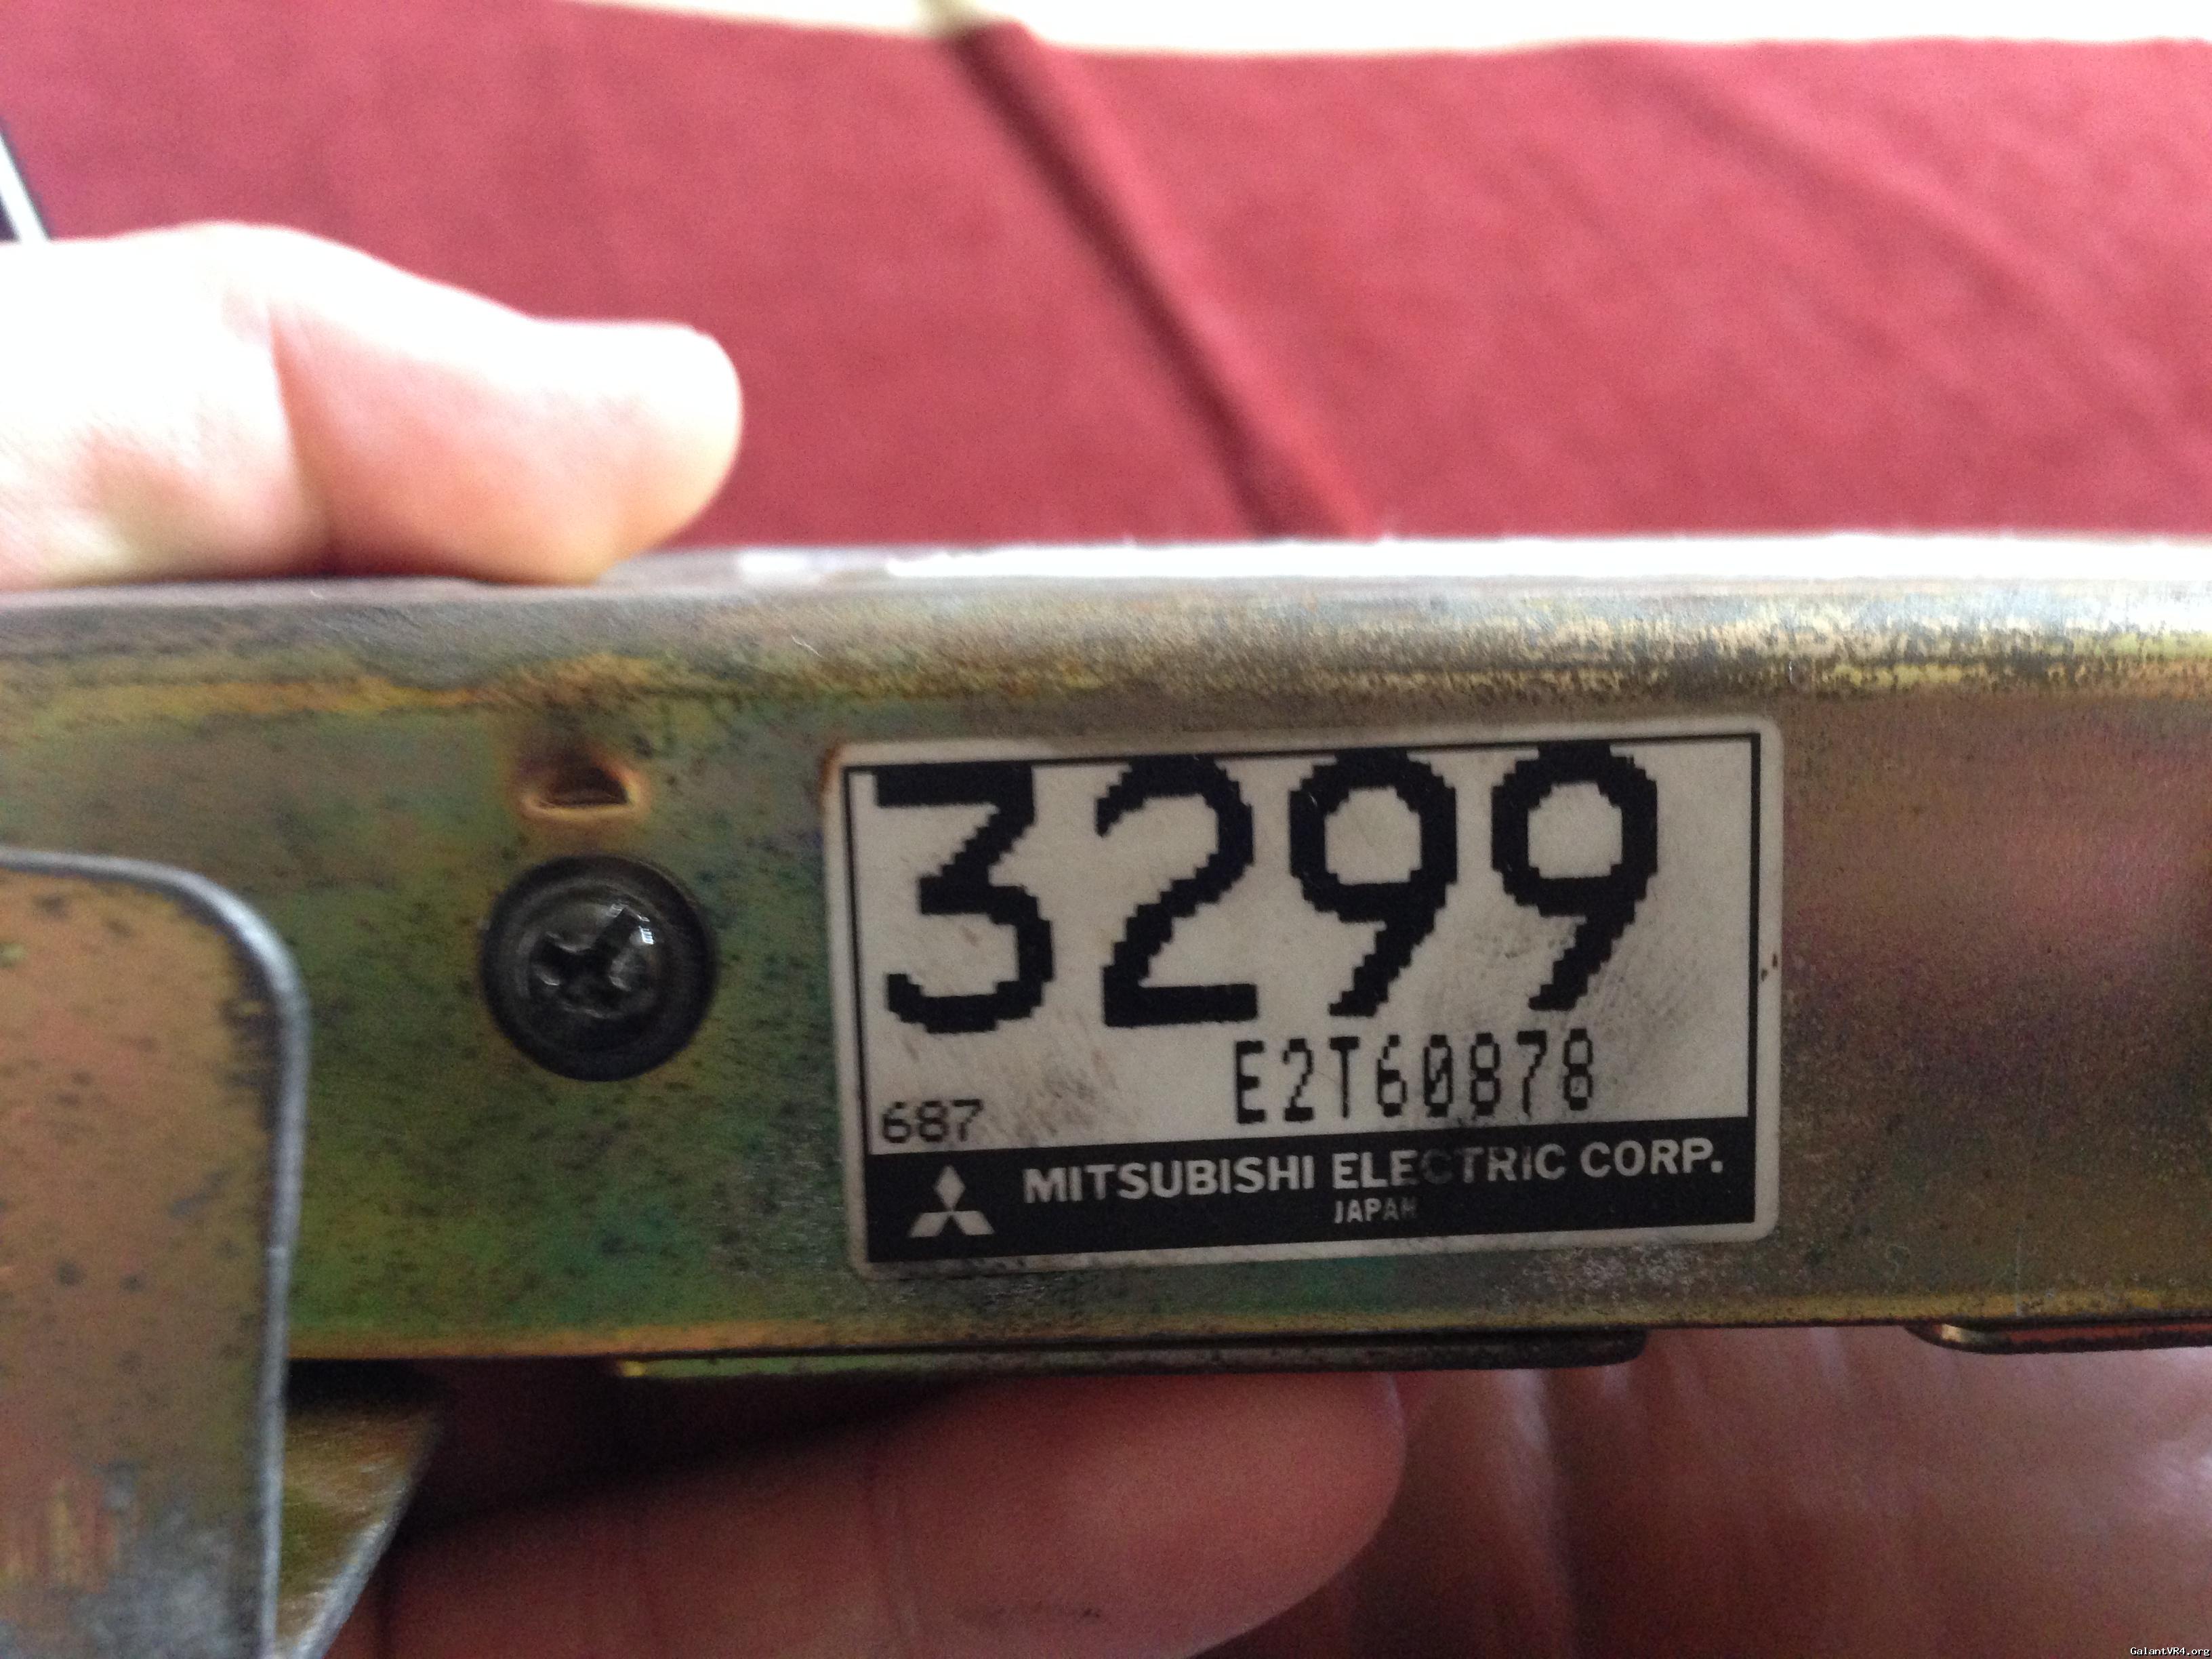 3299
E2T60878
687
MITSUBISHI ELECTRIC CORP.
JAPAN
GalantVR4.org